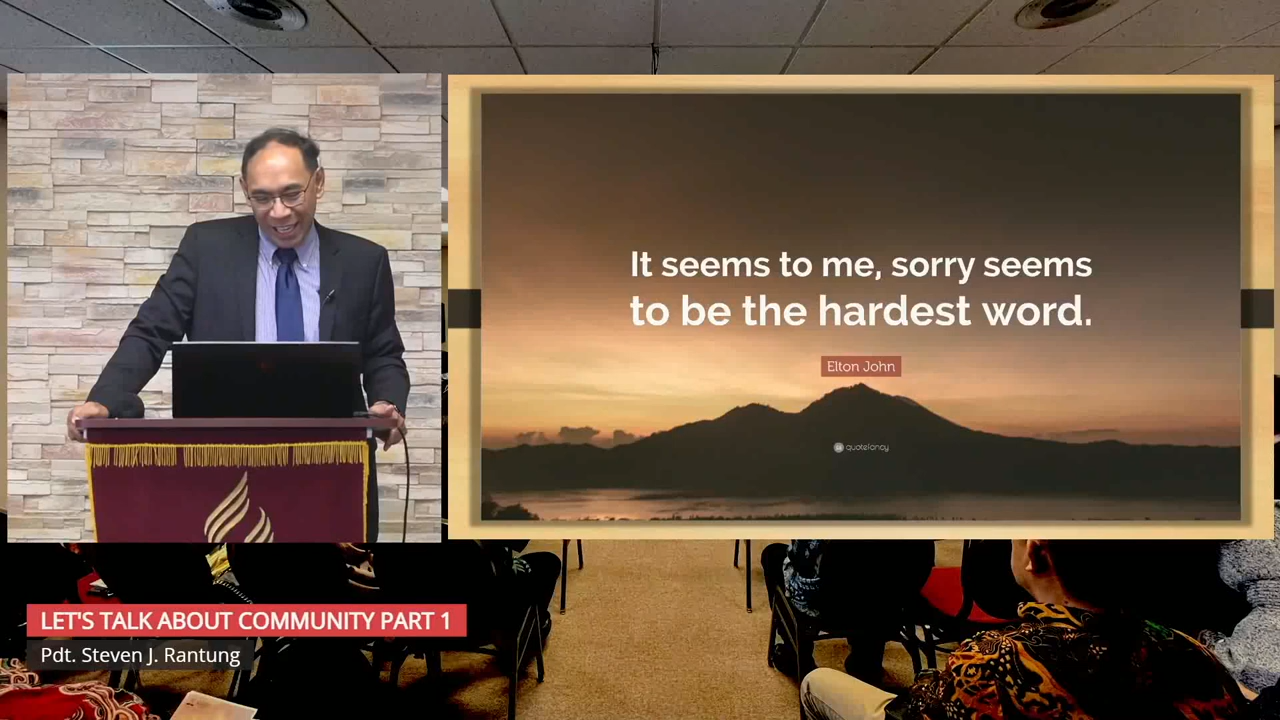 It seems to me, sorry seems
to be the hardest word.
Elton John
quotefancy
LET'S TALK ABOUT COMMUNITY PART 1
Pdt. Steven J. Rantung